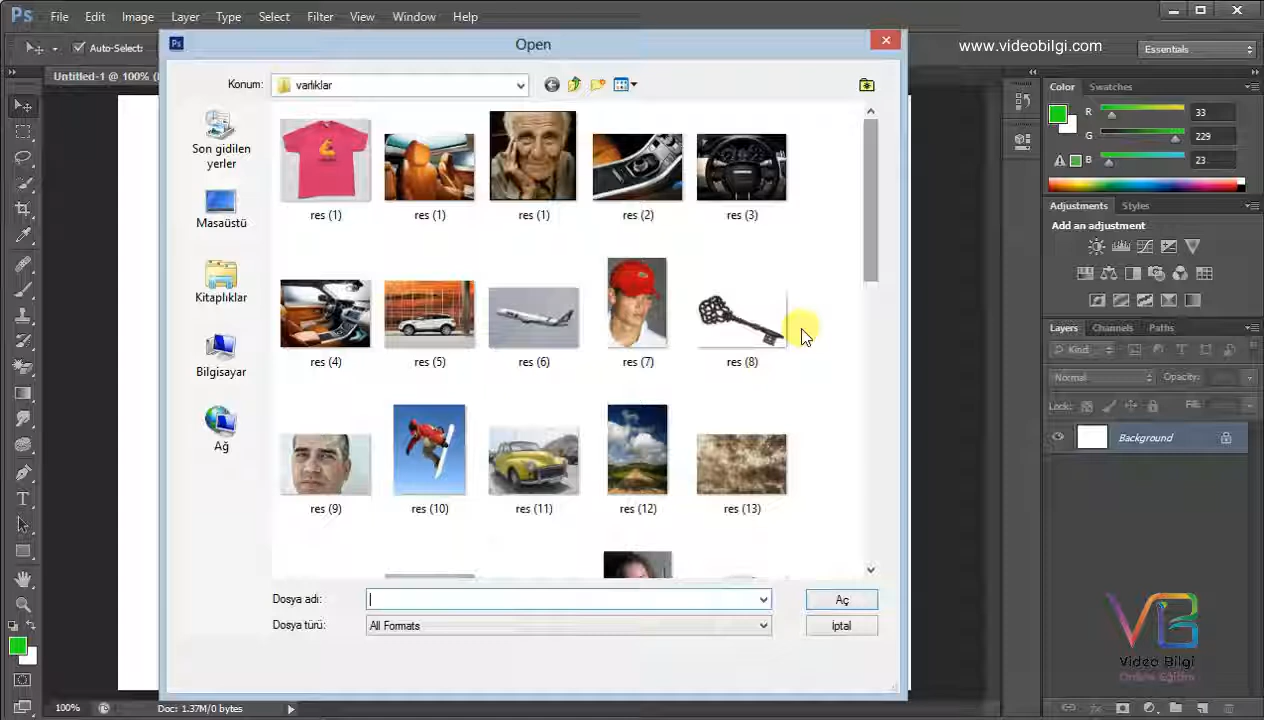 Ps File Edit Image Layer Type Select Filter View Window Help
Auto-Select:
www.videobilgi.com
Essentials
Untitled-1 @ 100% (
Ps Open
Konum: varlıklar
Son gidilen
yerler
Masaüstü
Kitaplıklar
Bilgisayar
Ağ
res (1) res (1) res (1) res (2) res (3)
res (4) res (5) res (6) res (7) res (8)
res (9) res (10) res (11) res (12) res (13)
Dosya adı:
Aç
Dosya türü: All Formats
İptal
Color Swatches
R 33
G 229
B 23
Adjustments Styles
Add an adjustment
Layers Channels Paths
Kind
Normal Opacity:
Lock: Fill:
Background
VB
Video Bilgi
Online Eğitim
100% Doc: 1.37M/0 bytes